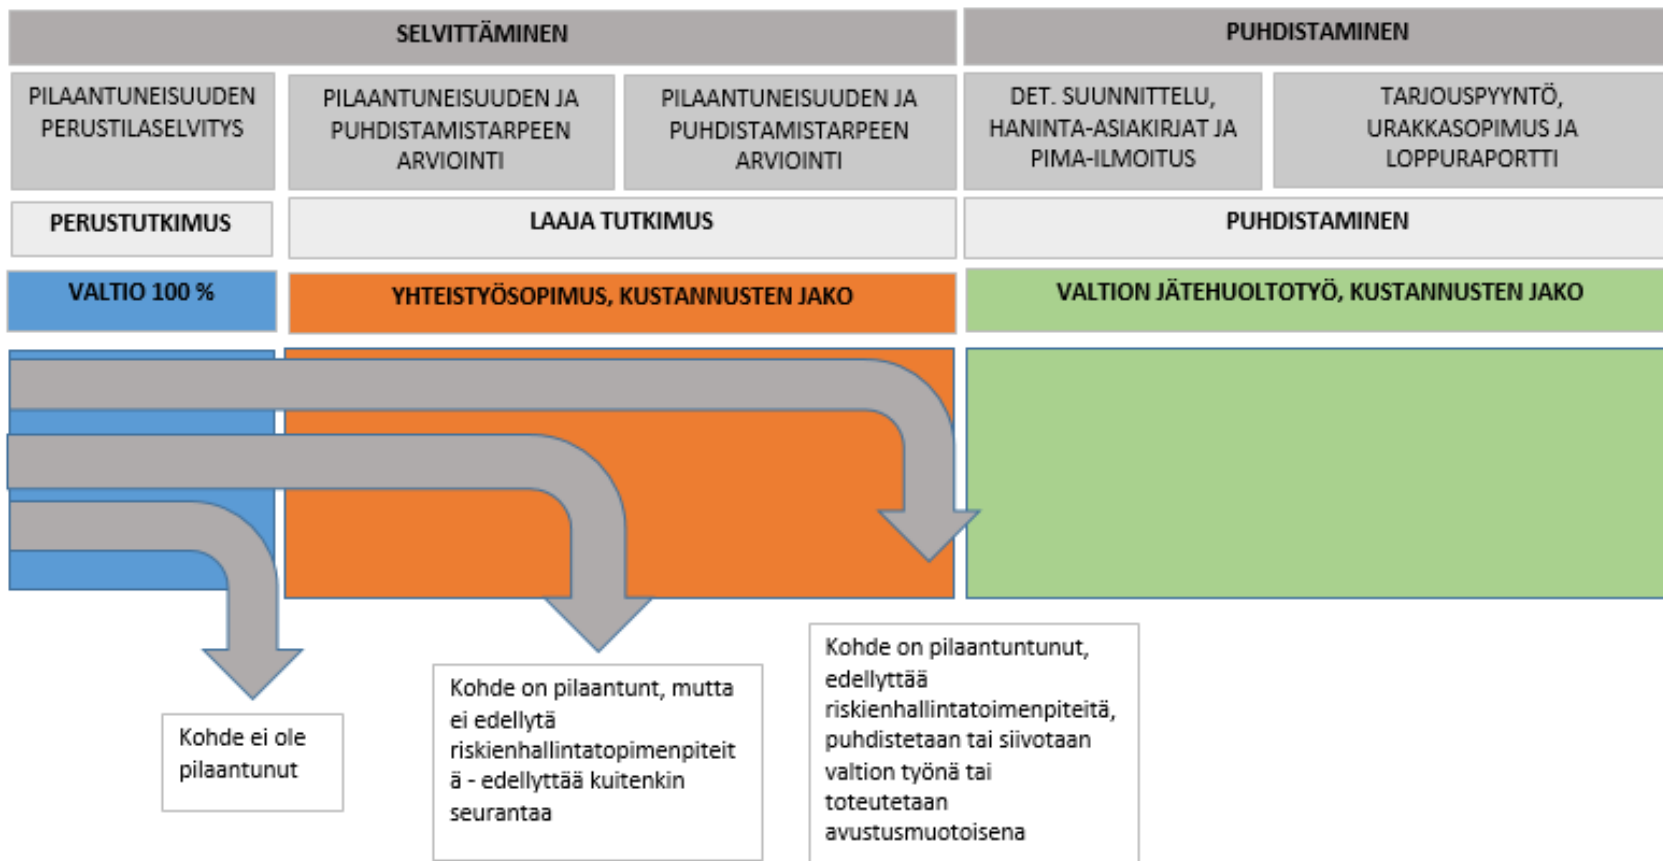 SELVITTÄMINEN
PUHDISTAMINEN
PILAANTUNEISUUDEN
PERUSTILASELVITYS
PILAANTUNEISUUDEN JA
PUHDISTAMISTARPEEN
ARVIOINTI
PILAANTUNEISUUDEN JA
PUHDISTAMISTARPEEN
ARVIOINTI
DET. SUUNNITTELU,
HANINTA-ASIAKIRJAT JA
PIMA-ILMOITUS
TARJOUSPYYNTÖ,
URAKKASOPIMUS JA
LOPPURAPORTTI
PERUSTUTKIMUS
LAAJA TUTKIMUS
PUHDISTAMINEN
VALTIO 100 %
YHTEISTYÖSOPIMUS, KUSTANNUSTEN JAKO
VALTION JÄTEHUOLTOTYÖ, KUSTANNUSTEN JAKO
Kohde ei ole
pilaantunut
Kohde on pilaantunt, mutta
ei edellytä
riskienhallintatopimenpiteit
ä - edellyttää kuitenkin
seurantaa
Kohde on pilaantuntunut,
edellyttää
riskienhallintatoimenpiteitä,
puhdistetaan tai siivotaan
valtion työnä tai
toteutetaan
avustusmuotoisena